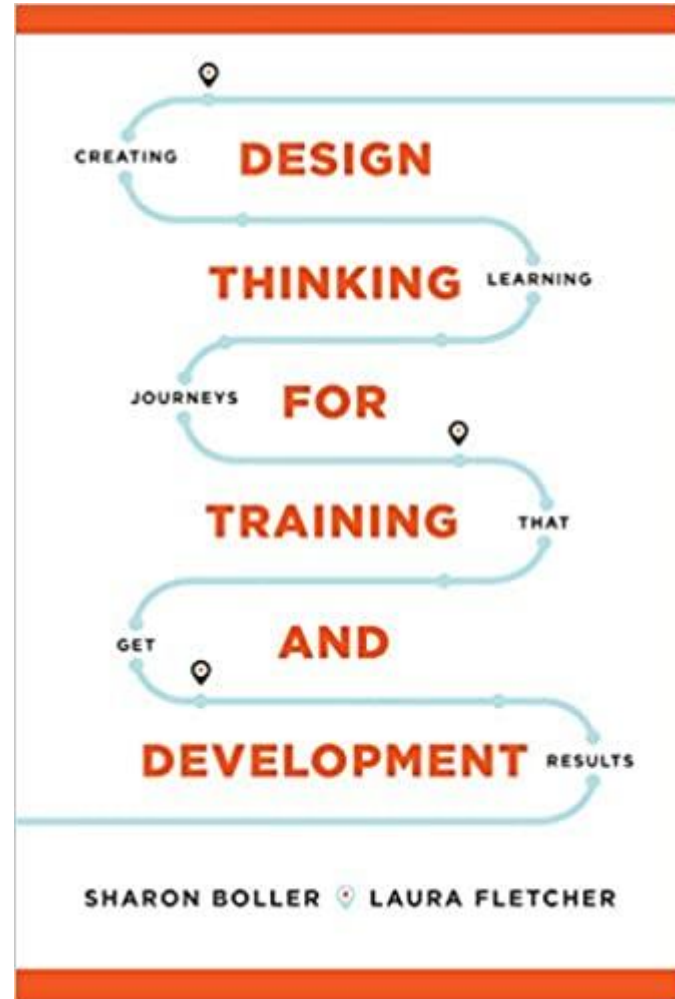 CREATING DESIGN
THINKING LEARNING
JOURNEYS FOR
TRAINING THAT
GET AND
DEVELOPMENT RESULTS
SHARON BOLLER LAURA FLETCHER